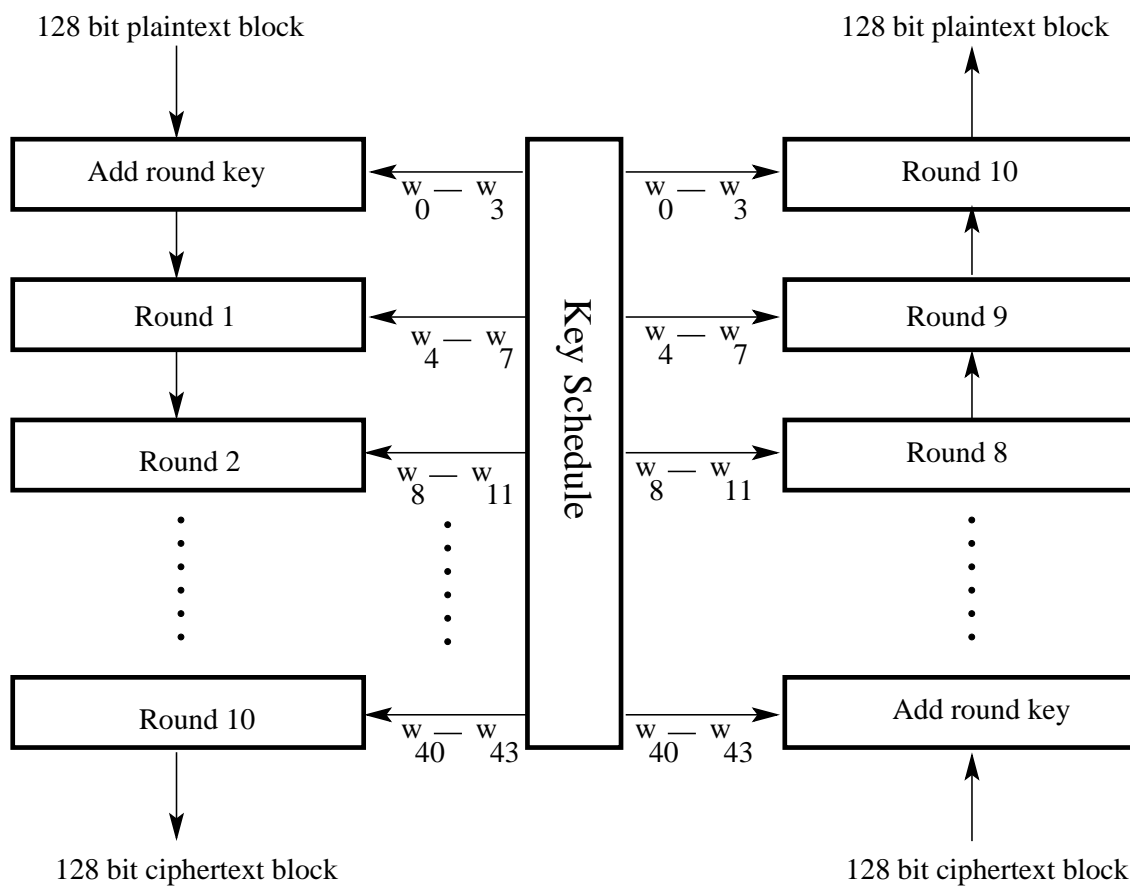 128 bit plaintext block
128 bit plaintext block
Add round key
w0 — w3
w0 — w3
Round 10
Round 1
w4 — w7
Key Schedule
w4 — w7
Round 9
Round 2
w8 — w11
w8 — w11
Round 8
Round 10
w40 — w43
w40 — w43
Add round key
128 bit ciphertext block
128 bit ciphertext block